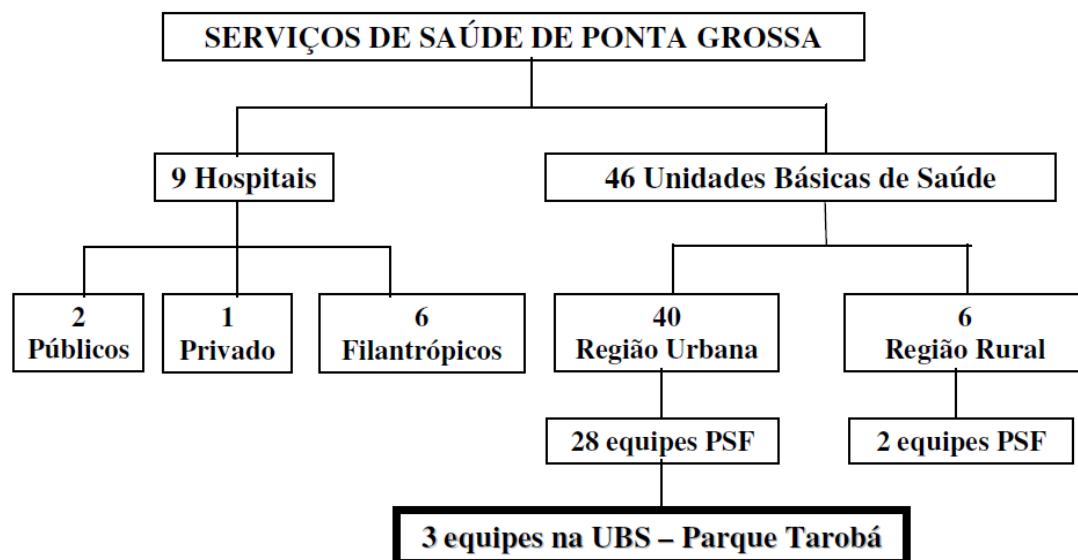 SERVIÇOS DE SAÚDE DE PONTA GROSSA
9 Hospitais
46 Unidades Básicas de Saúde
2
Públicos
1
Privado
6
Filantrópicos
40
Região Urbana
6
Região Rural
28 equipes PSF
2 equipes PSF
3 equipes na UBS – Parque Tarobá